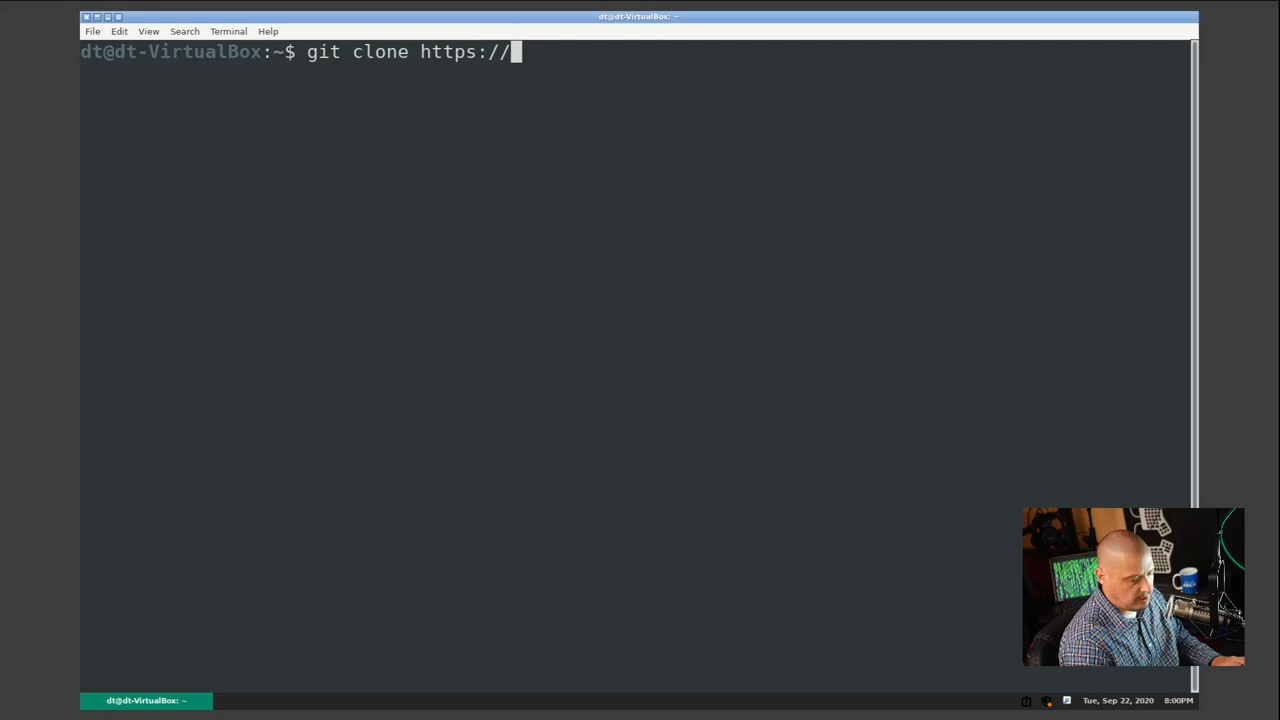 dt@dt-VirtualBox: ~
File Edit View Search Terminal Help
dt@dt-VirtualBox:~$ git clone https://
dt@dt-VirtualBox: ~
Tue, Sep 22, 2020 8:00PM